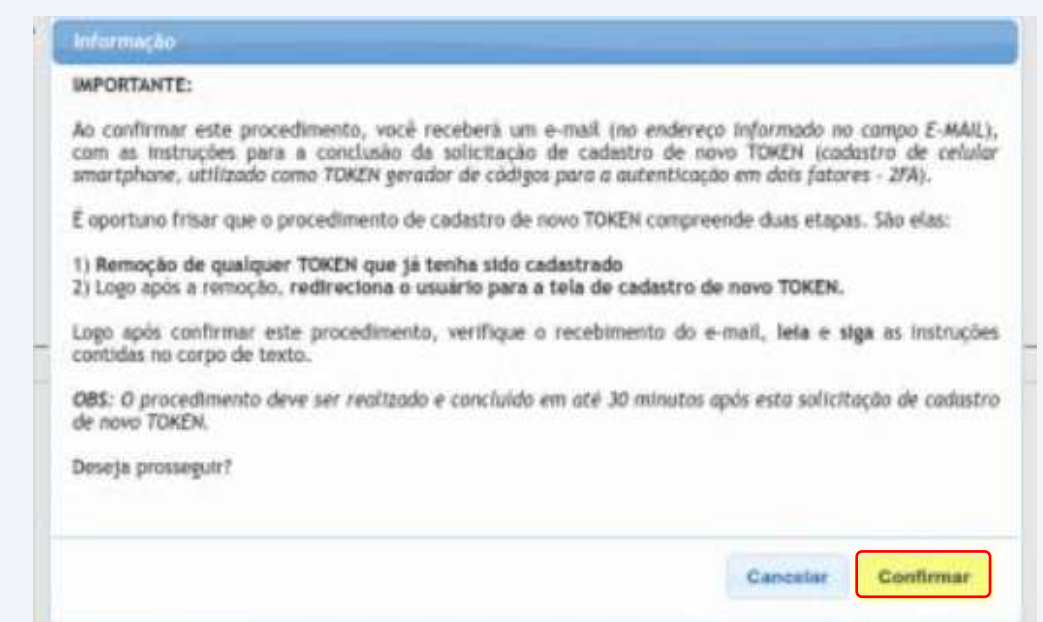 Informação
IMPORTANTE:
Ao confirmar este procedimento, você receberá um e-mail (no endereço informado no campo E-MAIL),
com as instruções para a conclusão da solicitação de cadastro de novo TOKEN (cadastro de celular
smartphone, utilizado como TOKEN gerador de códigos para a autenticação em dois fatores - 2FA).
É oportuno frisar que o procedimento de cadastro de novo TOKEN compreende duas etapas. São elas:
1) Remoção de qualquer TOKEN que já tenha sido cadastrado
2) Logo após a remoção, redireciona o usuário para a tela de cadastro de novo TOKEN.
Logo após confirmar este procedimento, verifique o recebimento do e-mail, leia e siga as instruções
contidas no corpo de texto.
OBS: O procedimento deve ser realizado e concluído em até 30 minutos após esta solicitação de cadastro
de novo TOKEN.
Deseja prosseguir?
Cancelar
Confirmar